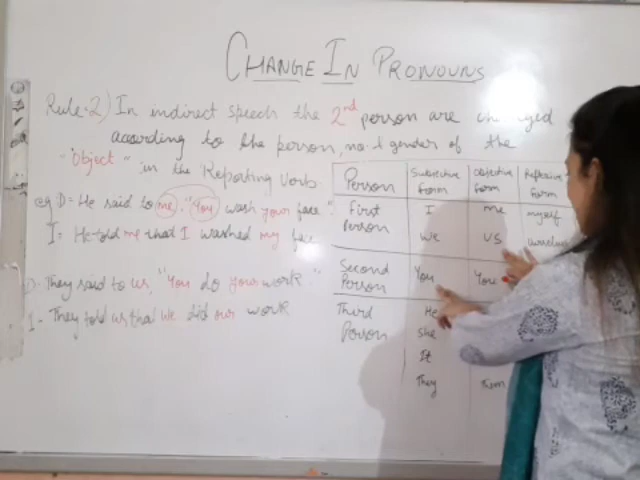 CHANGE IN PRONOUNS
Rule-2) In indirect speech the 2nd person are changed
according to the person, no. & gender of the
"Object" in the Reporting Verb.
eg D= He said to me, "You wash your face".
I= He told me that I washed my face
D- They said to us, "You do your work."
I- They told us that we did our work
Person Subjective form Objective form Reflexive form
First Person I me myself
We us
Second Person You You
Third Person He
She
It
They Them